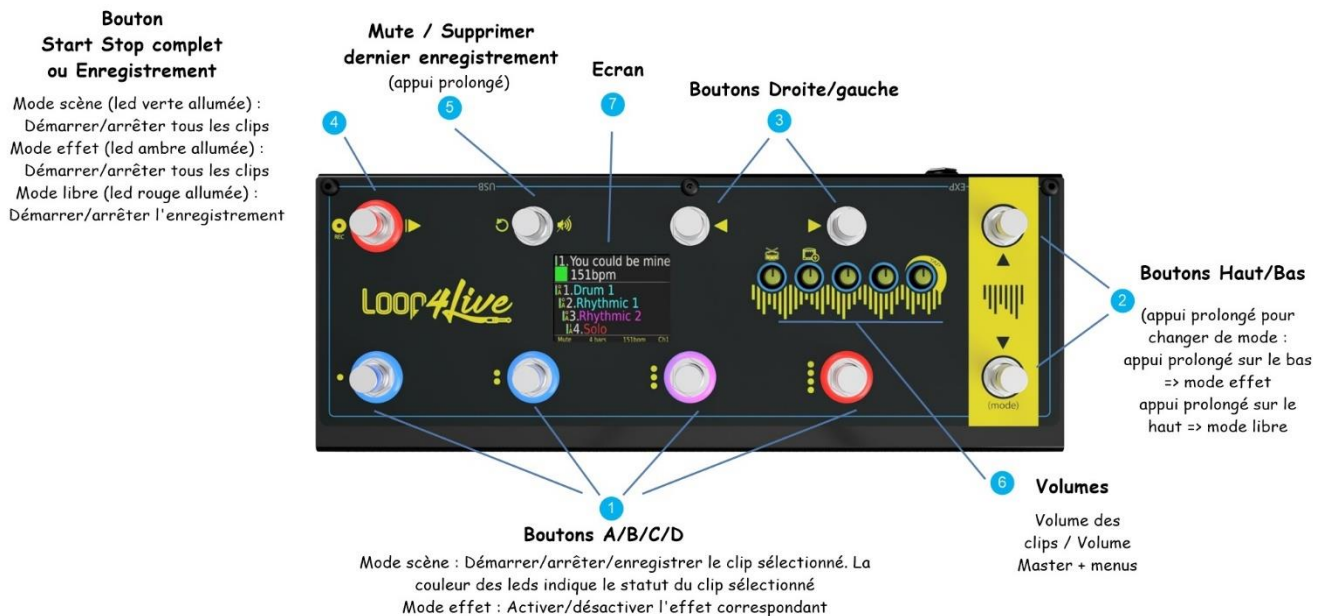 Bouton
Start Stop complet
ou Enregistrement
Mode scène (led verte allumée) :
Démarrer/arrêter tous les clips
Mode effet (led ambre allumée) :
Démarrer/arrêter tous les clips
Mode libre (led rouge allumée) :
Démarrer/arrêter l'enregistrement
4
Mute / Supprimer
dernier enregistrement
(appui prolongé)
5
Ecran
7
Boutons Droite/gauche
3
USB
EXP
REC
1.You could be mine
151bpm
1.Drum 1
2.Rhythmic 1
3.Rhythmic 2
4.Solo
Mute 4 bars 151bpm Ch1
Loop4Live
(mode)
2
Boutons Haut/Bas
(appui prolongé pour
changer de mode :
appui prolongé sur le bas
=> mode effet
appui prolongé sur le
haut => mode libre
6
Volumes
Volume des
clips / Volume
Master + menus
1
Boutons A/B/C/D
Mode scène : Démarrer/arrêter/enregistrer le clip sélectionné. La
couleur des leds indique le statut du clip sélectionné
Mode effet : Activer/désactiver l'effet correspondant